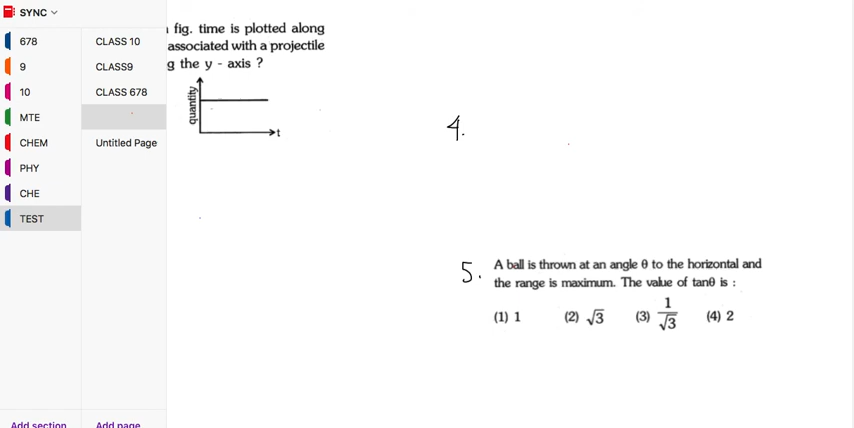 SYNC
678
9
10
MTE
CHEM
PHY
CHE
TEST
Add section
CLASS 10
CLASS9
CLASS 678
Untitled Page
Add page
fig. time is plotted along
associated with a projectile
g the y - axis ?
quantity
t
4.
5. A ball is thrown at an angle θ to the horizontal and
the range is maximum. The value of tanθ is :
(1) 1 (2) √3 (3) 1/√3 (4) 2